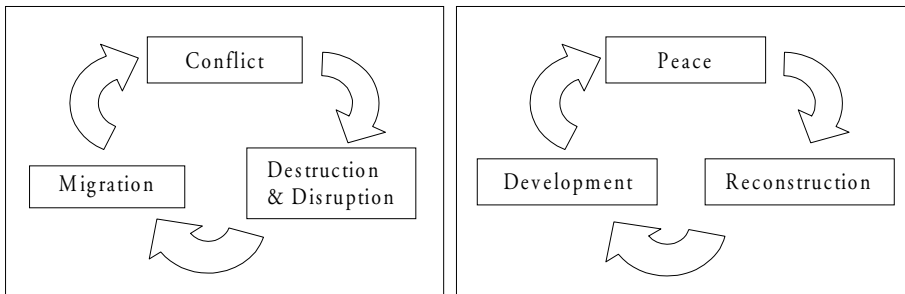 Conflict
Destruction
& Disruption
Migration
Peace
Reconstruction
Development